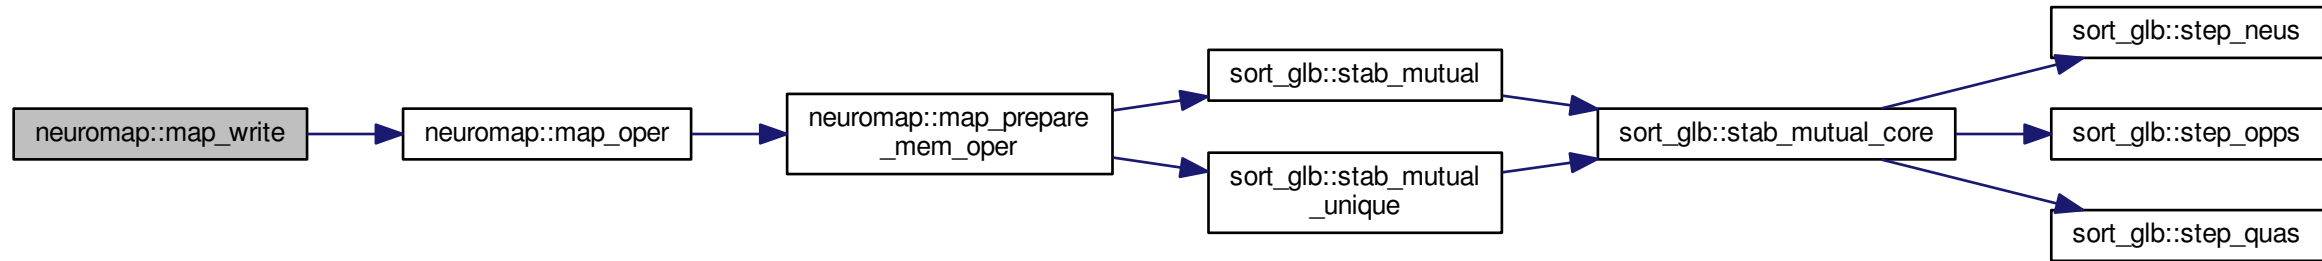 neuromap::map_write
neuromap::map_oper
neuromap::map_prepare
_mem_oper
sort_glb::stab_mutual
sort_glb::stab_mutual
_unique
sort_glb::stab_mutual_core
sort_glb::step_neus
sort_glb::step_opps
sort_glb::step_quas